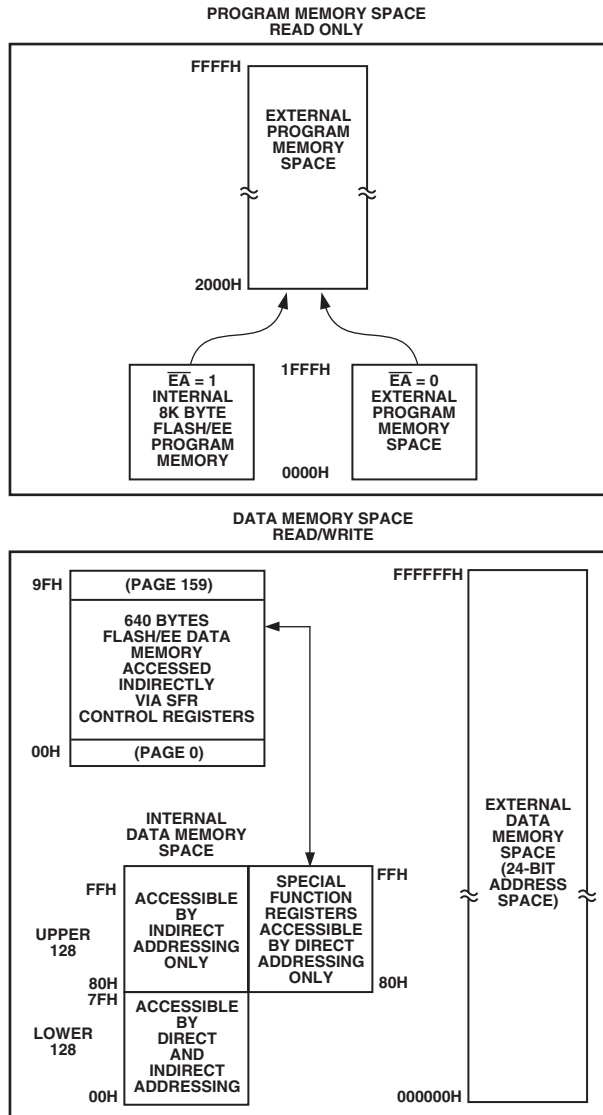 PROGRAM MEMORY SPACE
READ ONLY
FFFFH
EXTERNAL
PROGRAM
MEMORY
SPACE
2000H
EA = 1
INTERNAL
8K BYTE
FLASH/EE
PROGRAM
MEMORY
1FFFH
0000H
EA = 0
EXTERNAL
PROGRAM
MEMORY
SPACE
DATA MEMORY SPACE
READ/WRITE
9FH
(PAGE 159)
640 BYTES
FLASH/EE DATA
MEMORY
ACCESSED
INDIRECTLY
VIA SFR
CONTROL REGISTERS
00H
(PAGE 0)
INTERNAL
DATA MEMORY
SPACE
FFH
UPPER
128
80H
ACCESSIBLE
BY
INDIRECT
ADDRESSING
ONLY
SPECIAL
FUNCTION
REGISTERS
ACCESSIBLE
BY DIRECT
ADDRESSING
ONLY
FFH
80H
7FH
LOWER
128
00H
ACCESSIBLE
BY
DIRECT
AND
INDIRECT
ADDRESSING
FFFFFFH
EXTERNAL
DATA
MEMORY
SPACE
(24-BIT
ADDRESS
SPACE)
000000H